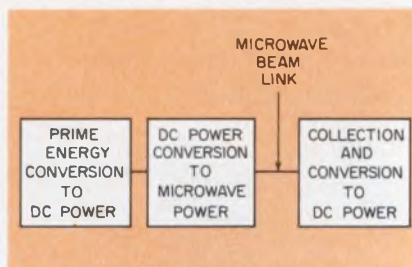 MICROWAVE
BEAM
LINK
PRIME
ENERGY
CONVERSION
TO
DC POWER
DC POWER
CONVERSION
TO
MICROWAVE
POWER
COLLECTION
AND
CONVERSION
TO
DC POWER